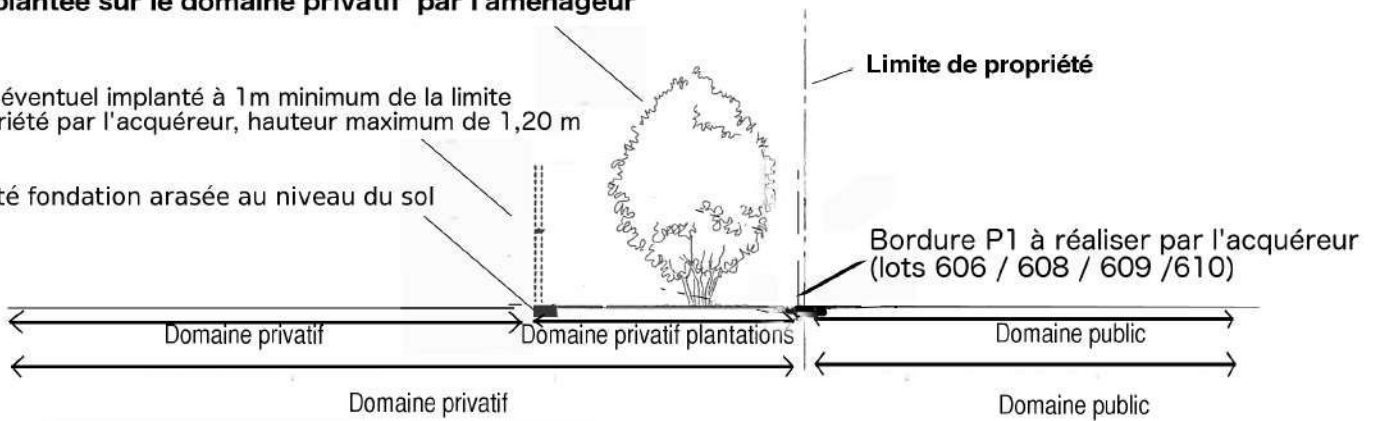 plantée sur le domaine privatif par l'aménageur
Limite de propriété
éventuel implanté à 1m minimum de la limite
riété par l'acquéreur, hauteur maximum de 1,20 m
té fondation arasée au niveau du sol
Bordure P1 à réaliser par l'acquéreur
(lots 606 / 608 / 609 /610)
Domaine privatif
Domaine privatif plantations
Domaine public
Domaine privatif
Domaine public